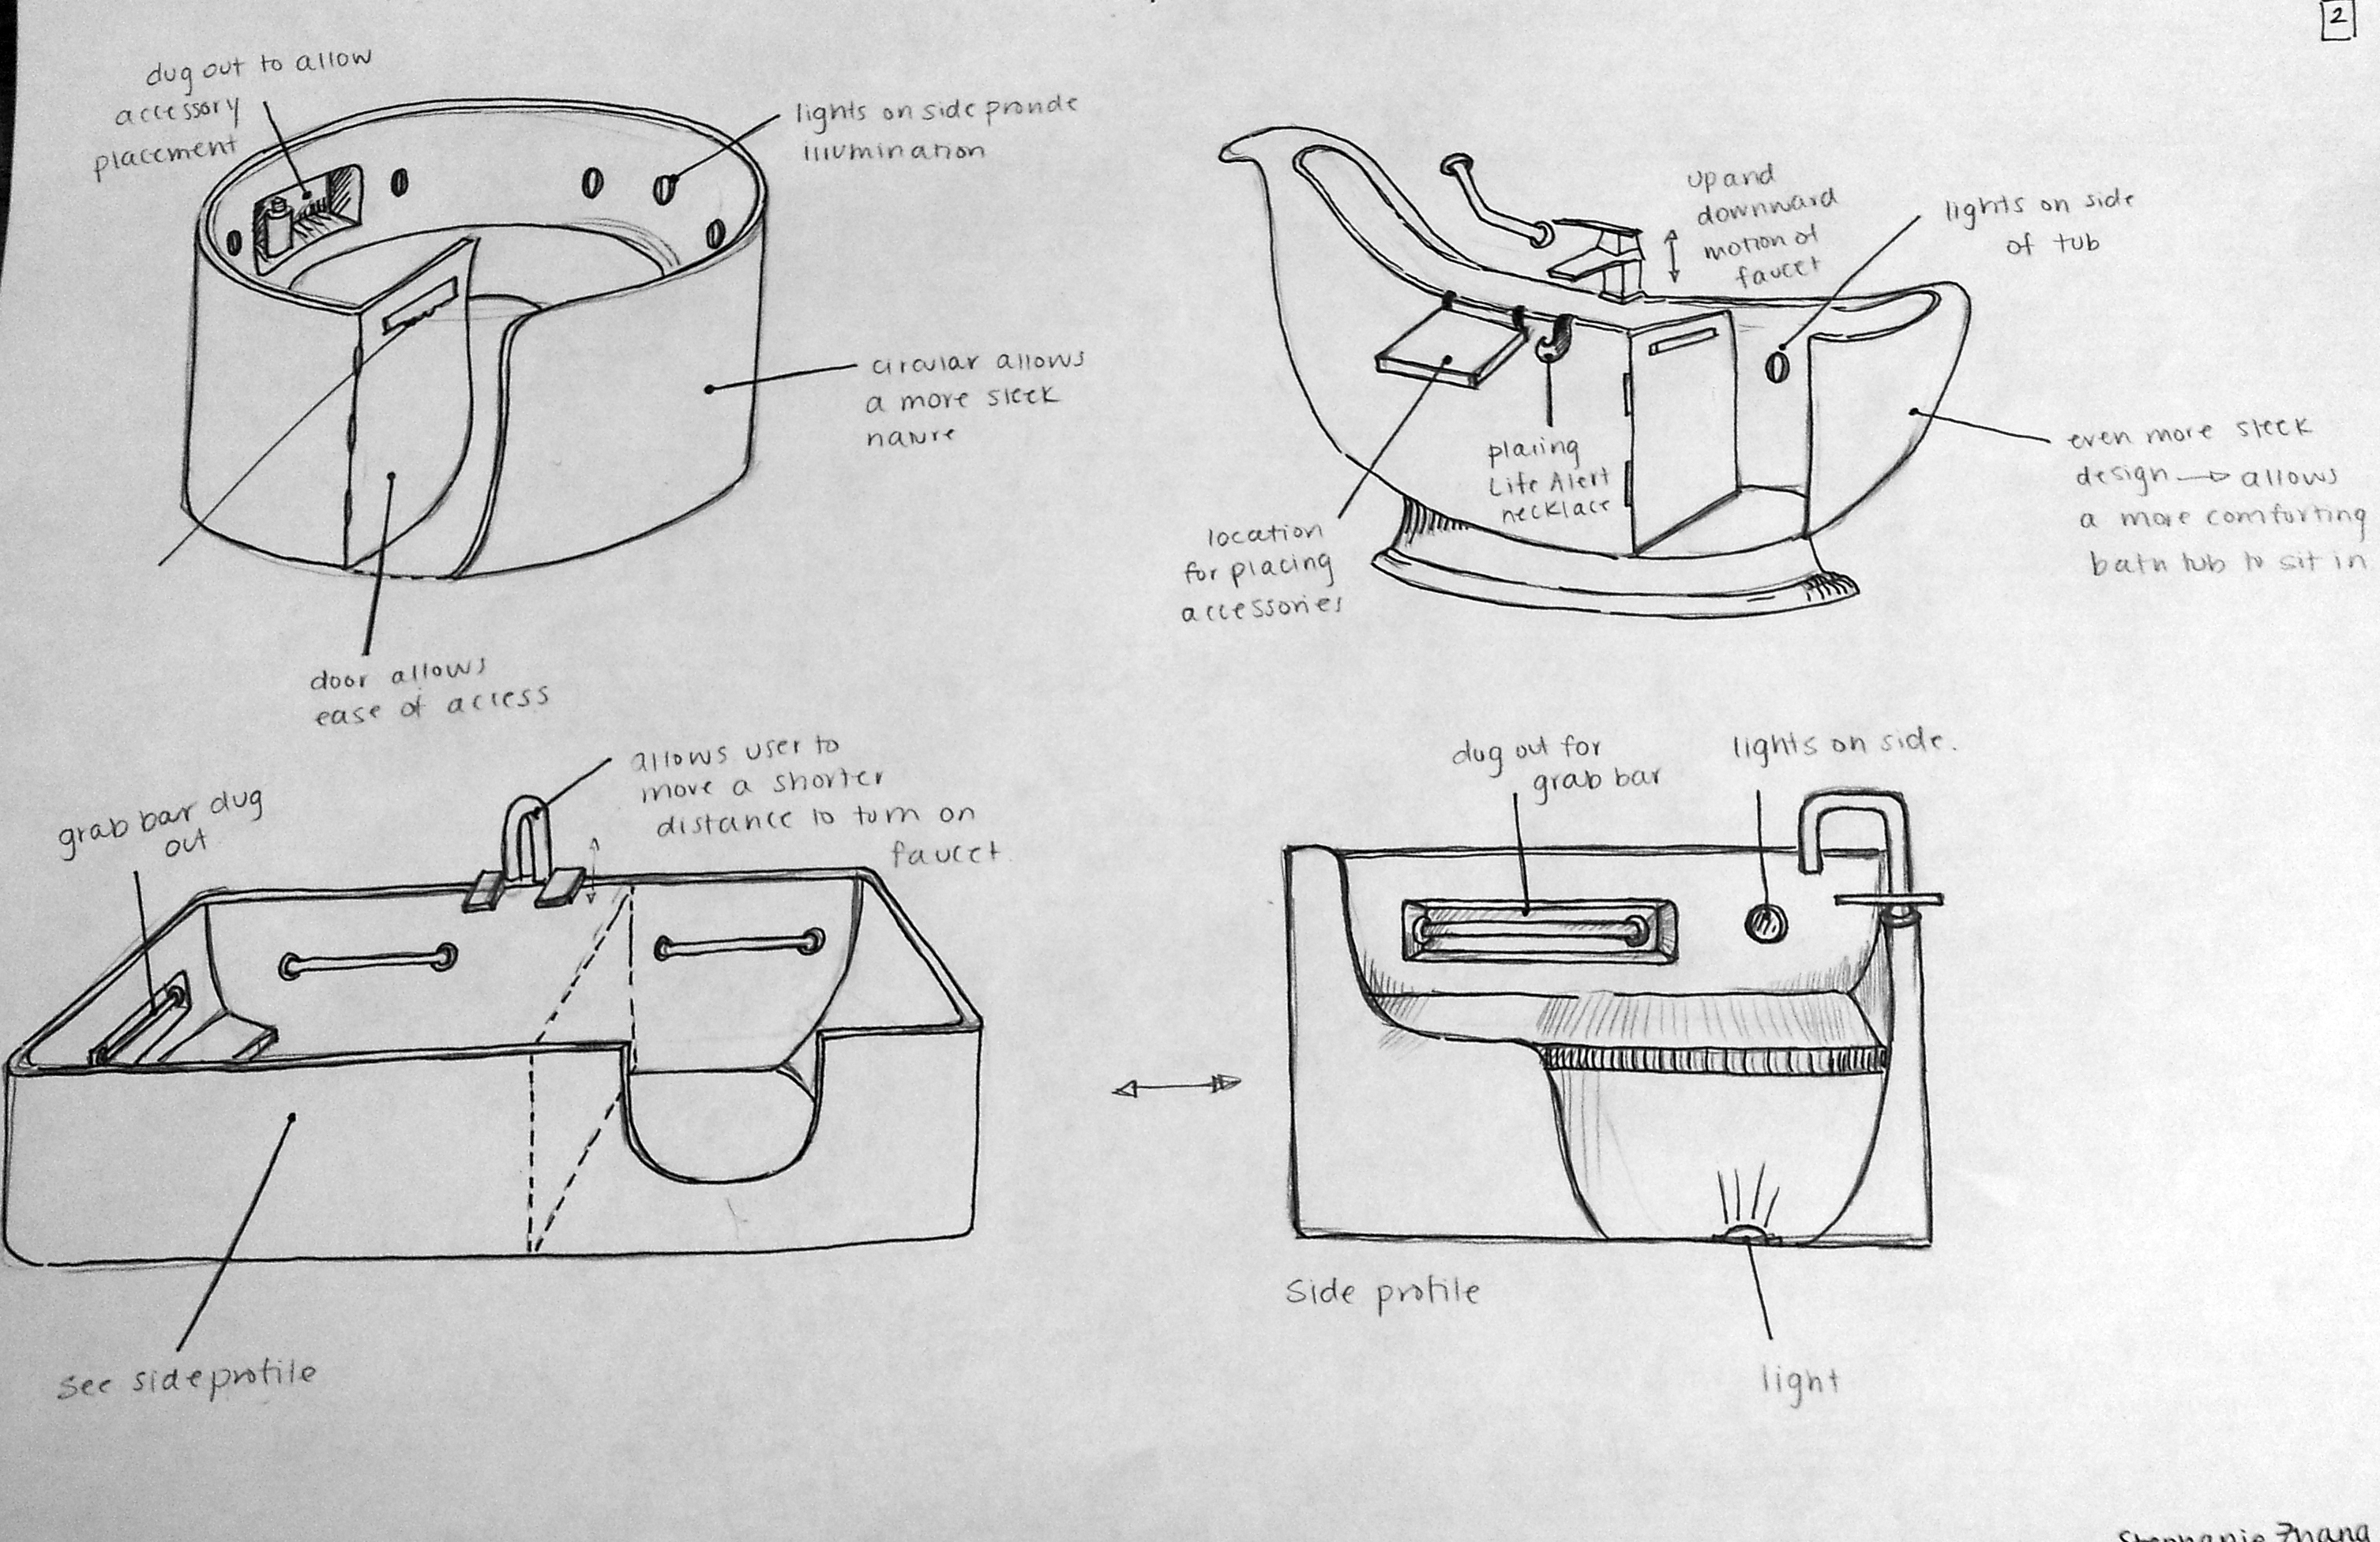 2
dug out to allow
accessory
placement
lights on side provide
illumination
circular allows
a more sleek
nature
door allows
ease of access
up and
downward
motion of
faucet
lights on side
of tub
even more sleek
design → allows
a more comforting
bath tub to sit in
placing
Life Alert
necklace
location
for placing
accessories
grab bar dug
out
allows user to
move a shorter
distance to turn on
faucet
see side profile
dug out for
grab bar
lights on side.
Side profile
light
Stephanie Zhang